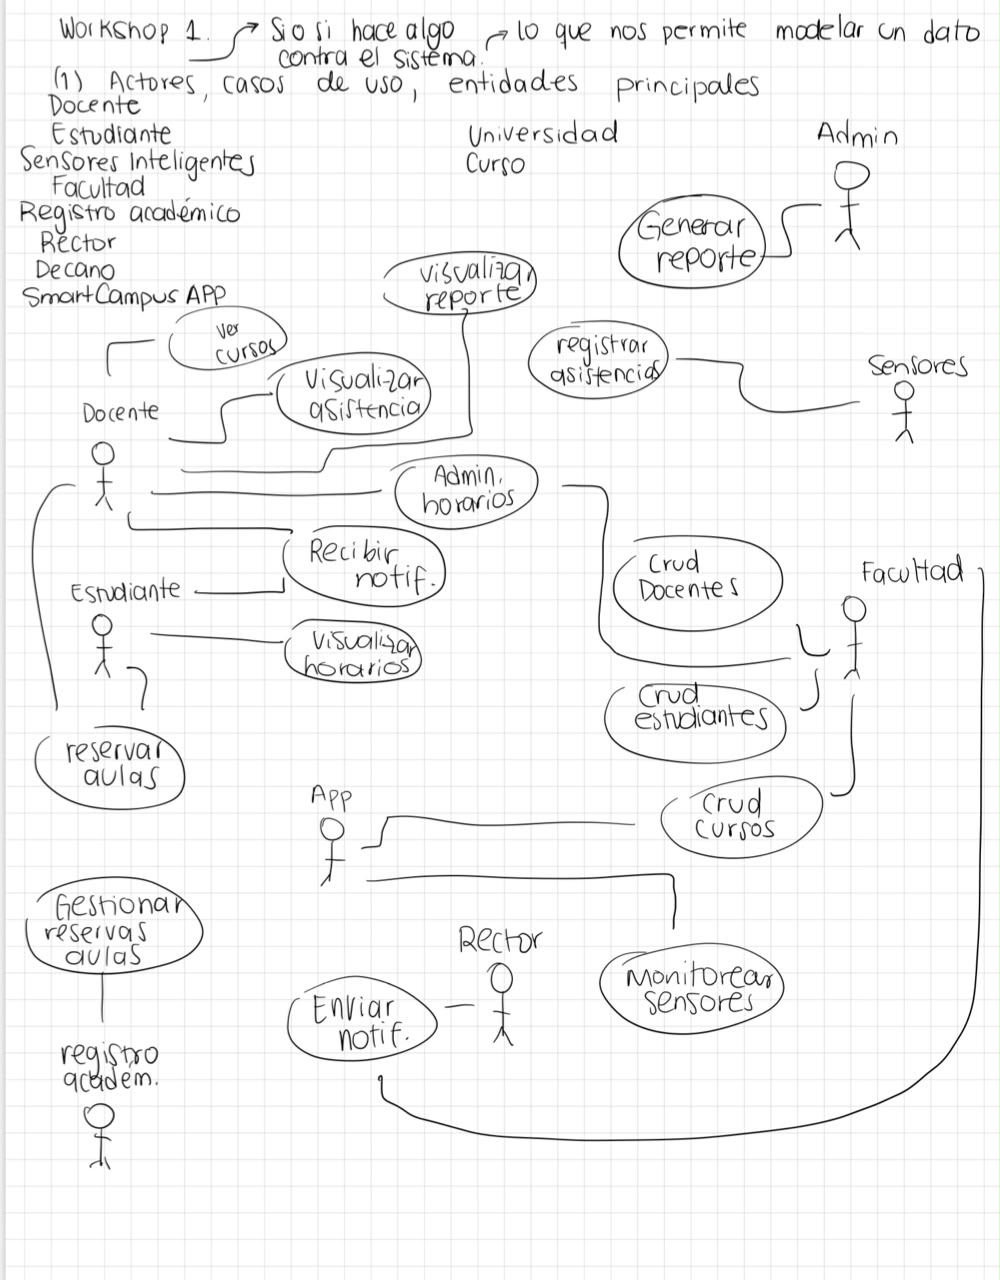 Workshop 1.
Si o si hace algo
contra el sistema.
lo que nos permite modelar un dato
(1) Actores, casos de uso, entidades principales
Docente
Estudiante
Sensores Inteligentes
Facultad
Registro académico
Rector
Decano
SmartCampus APP
Universidad
Curso
Admin
Generar
reporte
visualizar
reporte
ver
cursos
registrar
asistencias
Visualizar
asistencia
Sensores
Docente
Admin.
horarios
Recibir
notif.
Crud
Docentes
Facultad
Estudiante
Visualizar
horarios
Crud
estudiantes
reservar
aulas
App
Crud
cursos
Gestionar
reservas
aulas
Rector
Monitorear
sensores
Enviar
notif.
registro
academ.